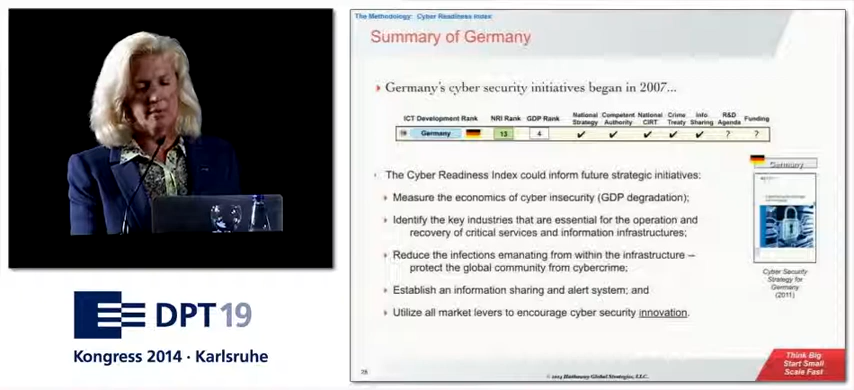 The Methodology: Cyber Readiness Index
Summary of Germany
Germany's cyber security initiatives began in 2007...
ICT Development Rank NRI Rank GDP Rank National Strategy Competent Authority National CIRT Crime Treaty Info Sharing R&D Agenda Funding
Germany 13 4 ✓ ✓ ✓ ✓ ✓ ? ?
The Cyber Readiness Index could inform future strategic initiatives:
Measure the economics of cyber insecurity (GDP degradation);
Identify the key industries that are essential for the operation and
recovery of critical services and information infrastructures;
Reduce the infections emanating from within the infrastructure –
protect the global community from cybercrime;
Establish an information sharing and alert system; and
Utilize all market levers to encourage cyber security innovation.
Germany
Cyber Security
Strategy for
Germany
(2011)
Think Big
Start Small
Scale Fast
© 2014 Hathaway Global Strategies, LLC.
DPT19
Kongress 2014 · Karlsruhe